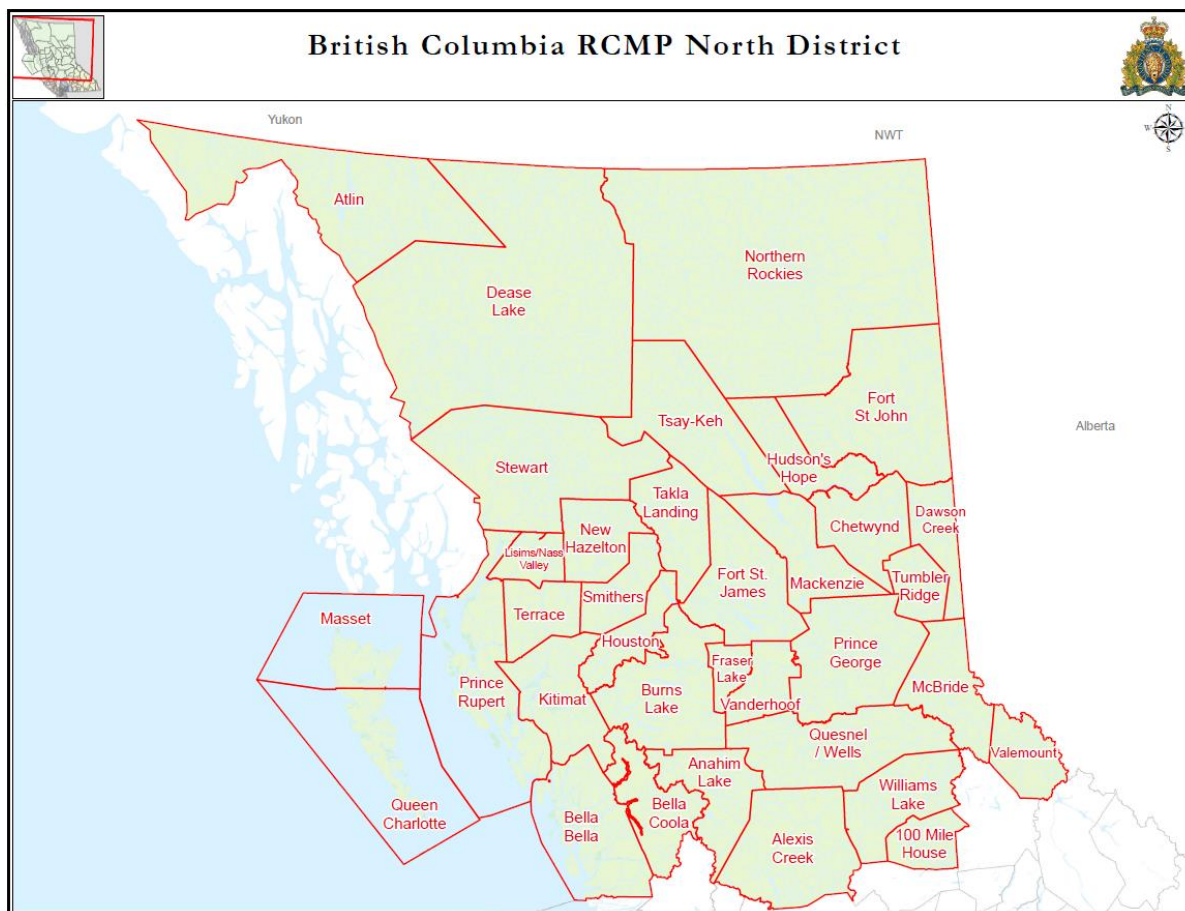 British Columbia RCMP North District
Yukon
NWT
N
W
S
Atlin
Northern
Rockies
Dease
Lake
Fort
St John
Tsay-Keh
Alberta
Hudson's
Hope
Stewart
Takla
Landing
Chetwynd
Dawson
Creek
New
Hazelton
Lisims/Nass
Valley
Fort St.
James
Mackenzie
Tumbler
Ridge
Smithers
Terrace
Masset
Houston
Prince
George
Fraser
Lake
Prince
Rupert
Kitimat
Burns
Lake
Vanderhoof
McBride
Quesnel
/ Wells
Valemount
Anahim
Lake
Williams
Lake
Queen
Charlotte
Bella
Bella
Bella
Coola
Alexis
Creek
100 Mile
House